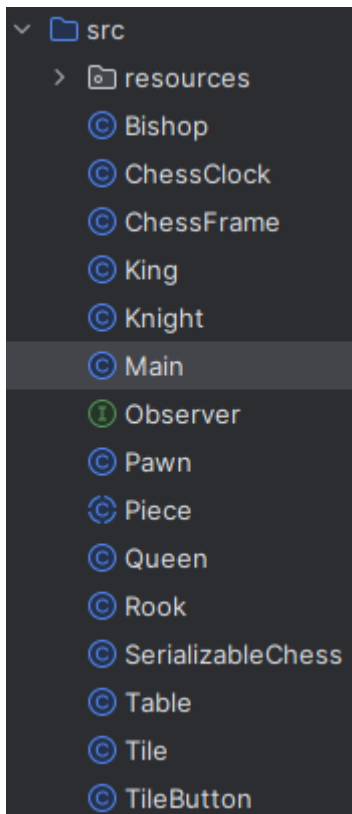 src
resources
Bishop
ChessClock
ChessFrame
King
Knight
Main
Observer
Pawn
Piece
Queen
Rook
SerializableChess
Table
Tile
TileButton